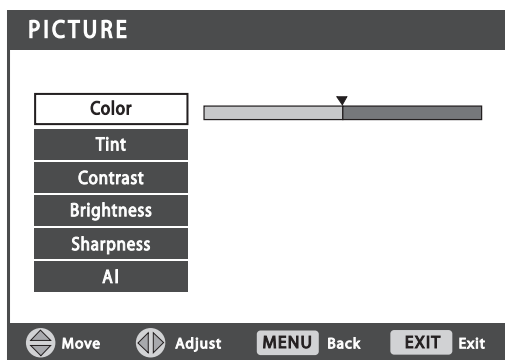 PICTURE
Color
Tint
Contrast
Brightness
Sharpness
AI
Move Adjust MENU Back EXIT Exit